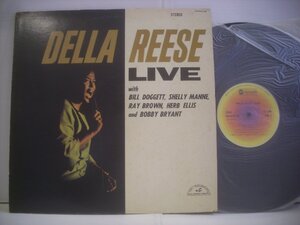 STEREO
DELLA REESE
LIVE
with
BILL DOGGETT, SHELLY MANNE,
RAY BROWN, HERB ELLIS
and BOBBY BRYANT